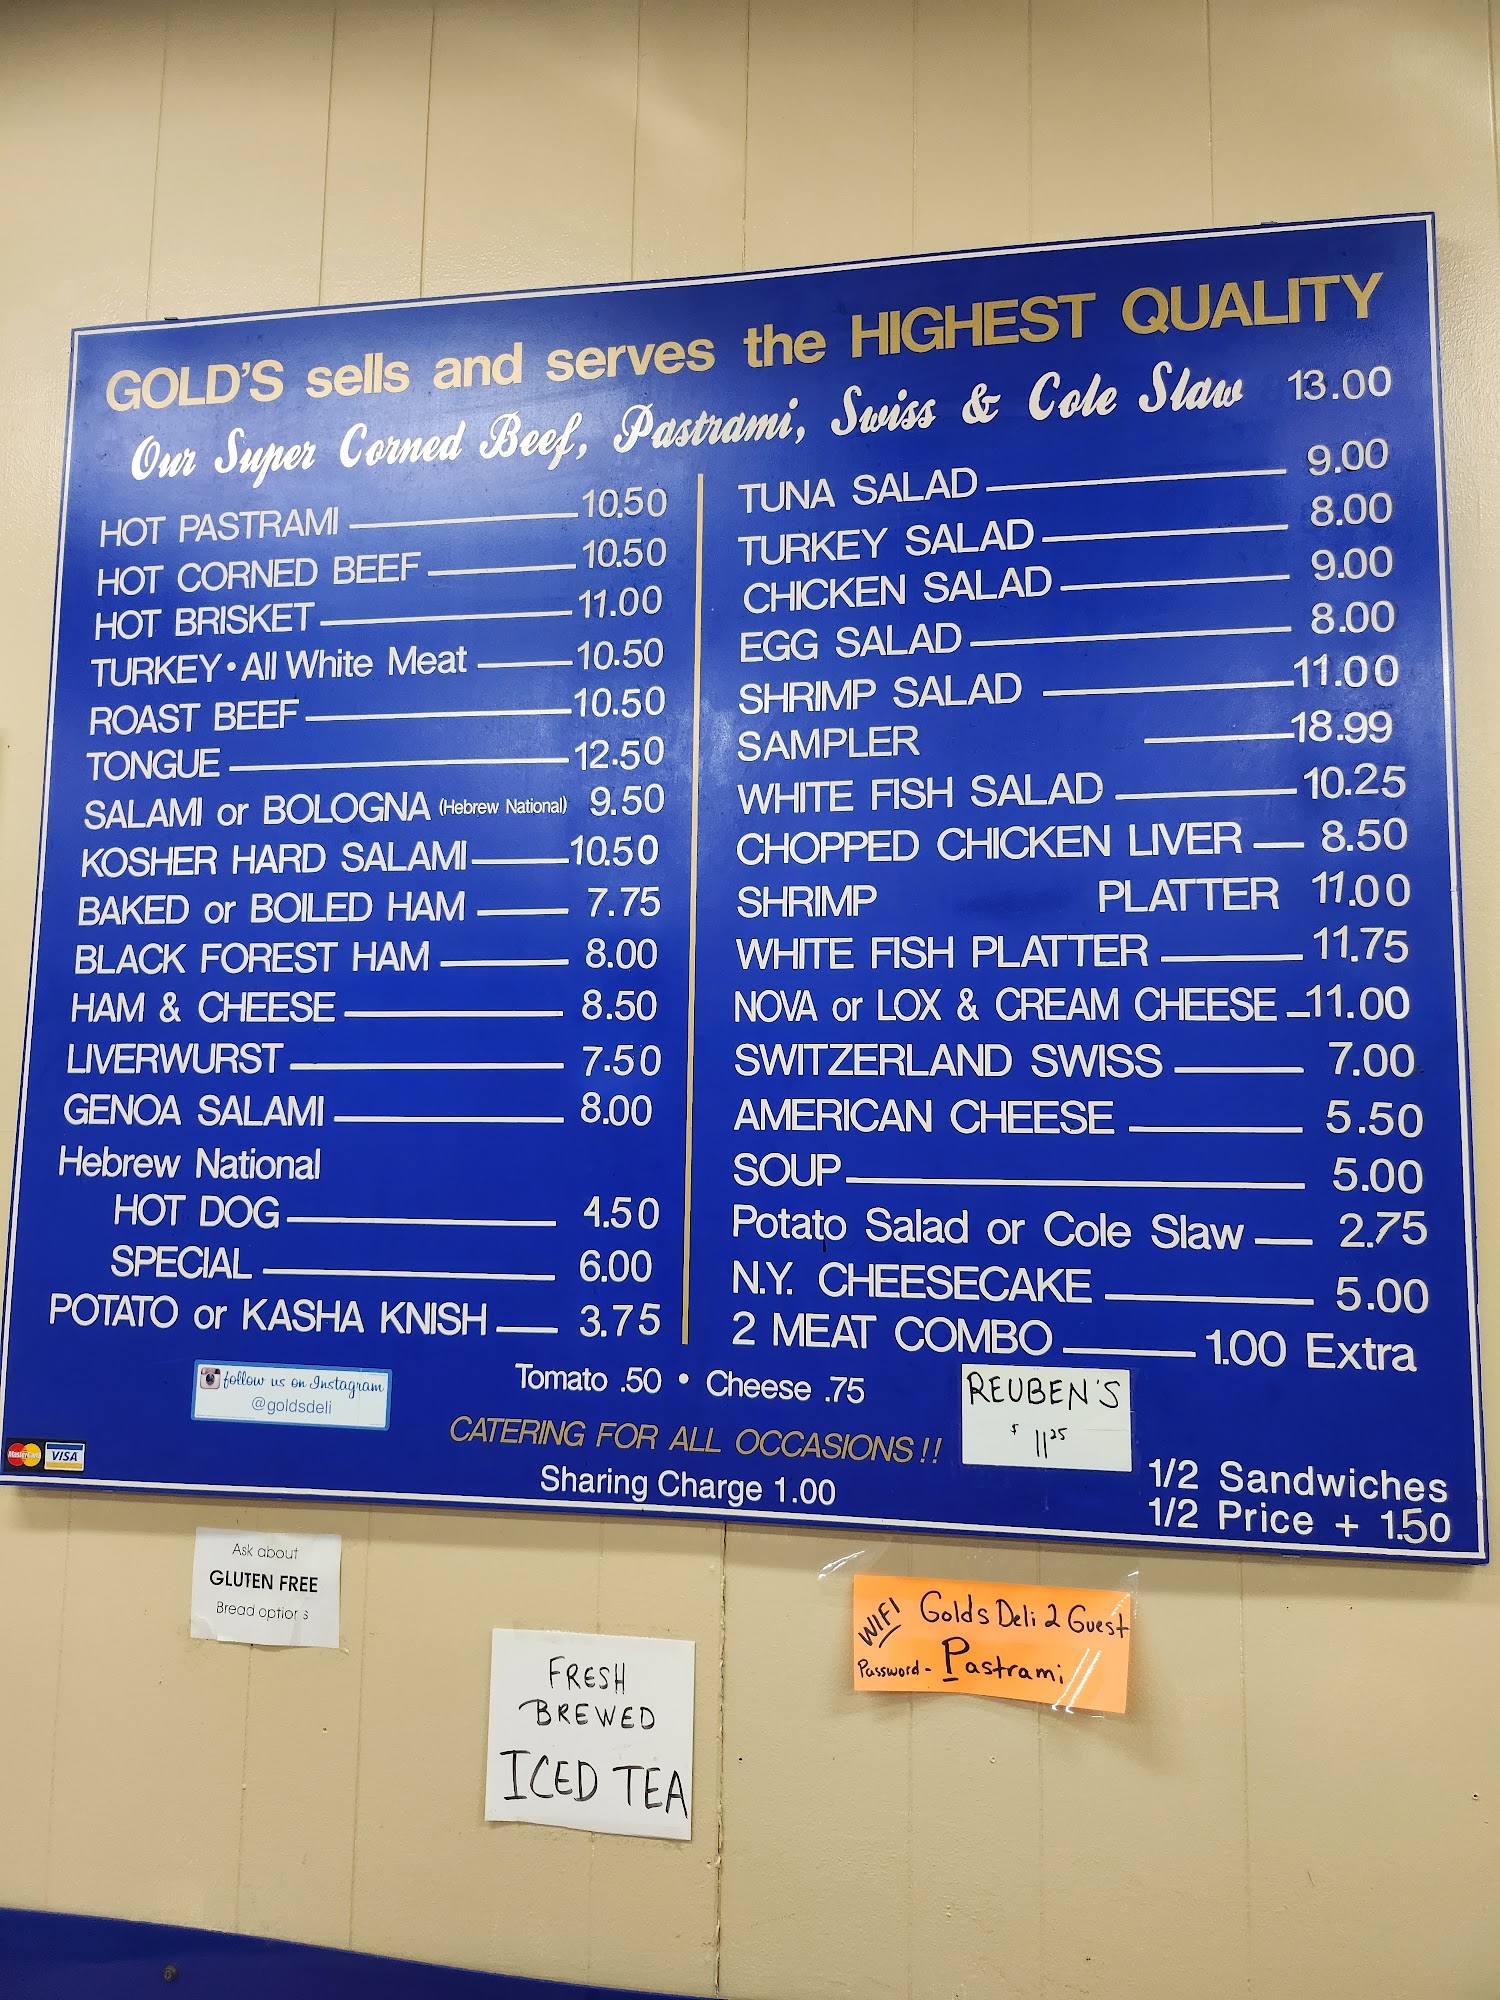 GOLD'S sells and serves the HIGHEST QUALITY
Our Super Corned Beef, Pastrami, Swiss & Cole Slaw 13.00
HOT PASTRAMI 10.50
HOT CORNED BEEF 10.50
HOT BRISKET 11.00
TURKEY • All White Meat 10.50
ROAST BEEF 10.50
TONGUE 12.50
SALAMI or BOLOGNA (Hebrew National) 9.50
KOSHER HARD SALAMI 10.50
BAKED or BOILED HAM 7.75
BLACK FOREST HAM 8.00
HAM & CHEESE 8.50
LIVERWURST 7.50
GENOA SALAMI 8.00
Hebrew National
HOT DOG 4.50
SPECIAL 6.00
POTATO or KASHA KNISH 3.75
TUNA SALAD 9.00
TURKEY SALAD 8.00
CHICKEN SALAD 9.00
EGG SALAD 8.00
SHRIMP SALAD 11.00
SAMPLER 18.99
WHITE FISH SALAD 10.25
CHOPPED CHICKEN LIVER 8.50
SHRIMP PLATTER 11.00
WHITE FISH PLATTER 11.75
NOVA or LOX & CREAM CHEESE 11.00
SWITZERLAND SWISS 7.00
AMERICAN CHEESE 5.50
SOUP 5.00
Potato Salad or Cole Slaw 2.75
N.Y. CHEESECAKE 5.00
2 MEAT COMBO 1.00 Extra
follow us on Instagram
@goldsdeli
MasterCard VISA
Tomato .50 • Cheese .75
CATERING FOR ALL OCCASIONS!!
Sharing Charge 1.00
REUBEN'S
$ 11 25
1/2 Sandwiches
1/2 Price + 1.50
Ask about
GLUTEN FREE
Bread options
FRESH
BREWED
ICED TEA
WIFI Golds Deli 2 Guest
Password - Pastrami